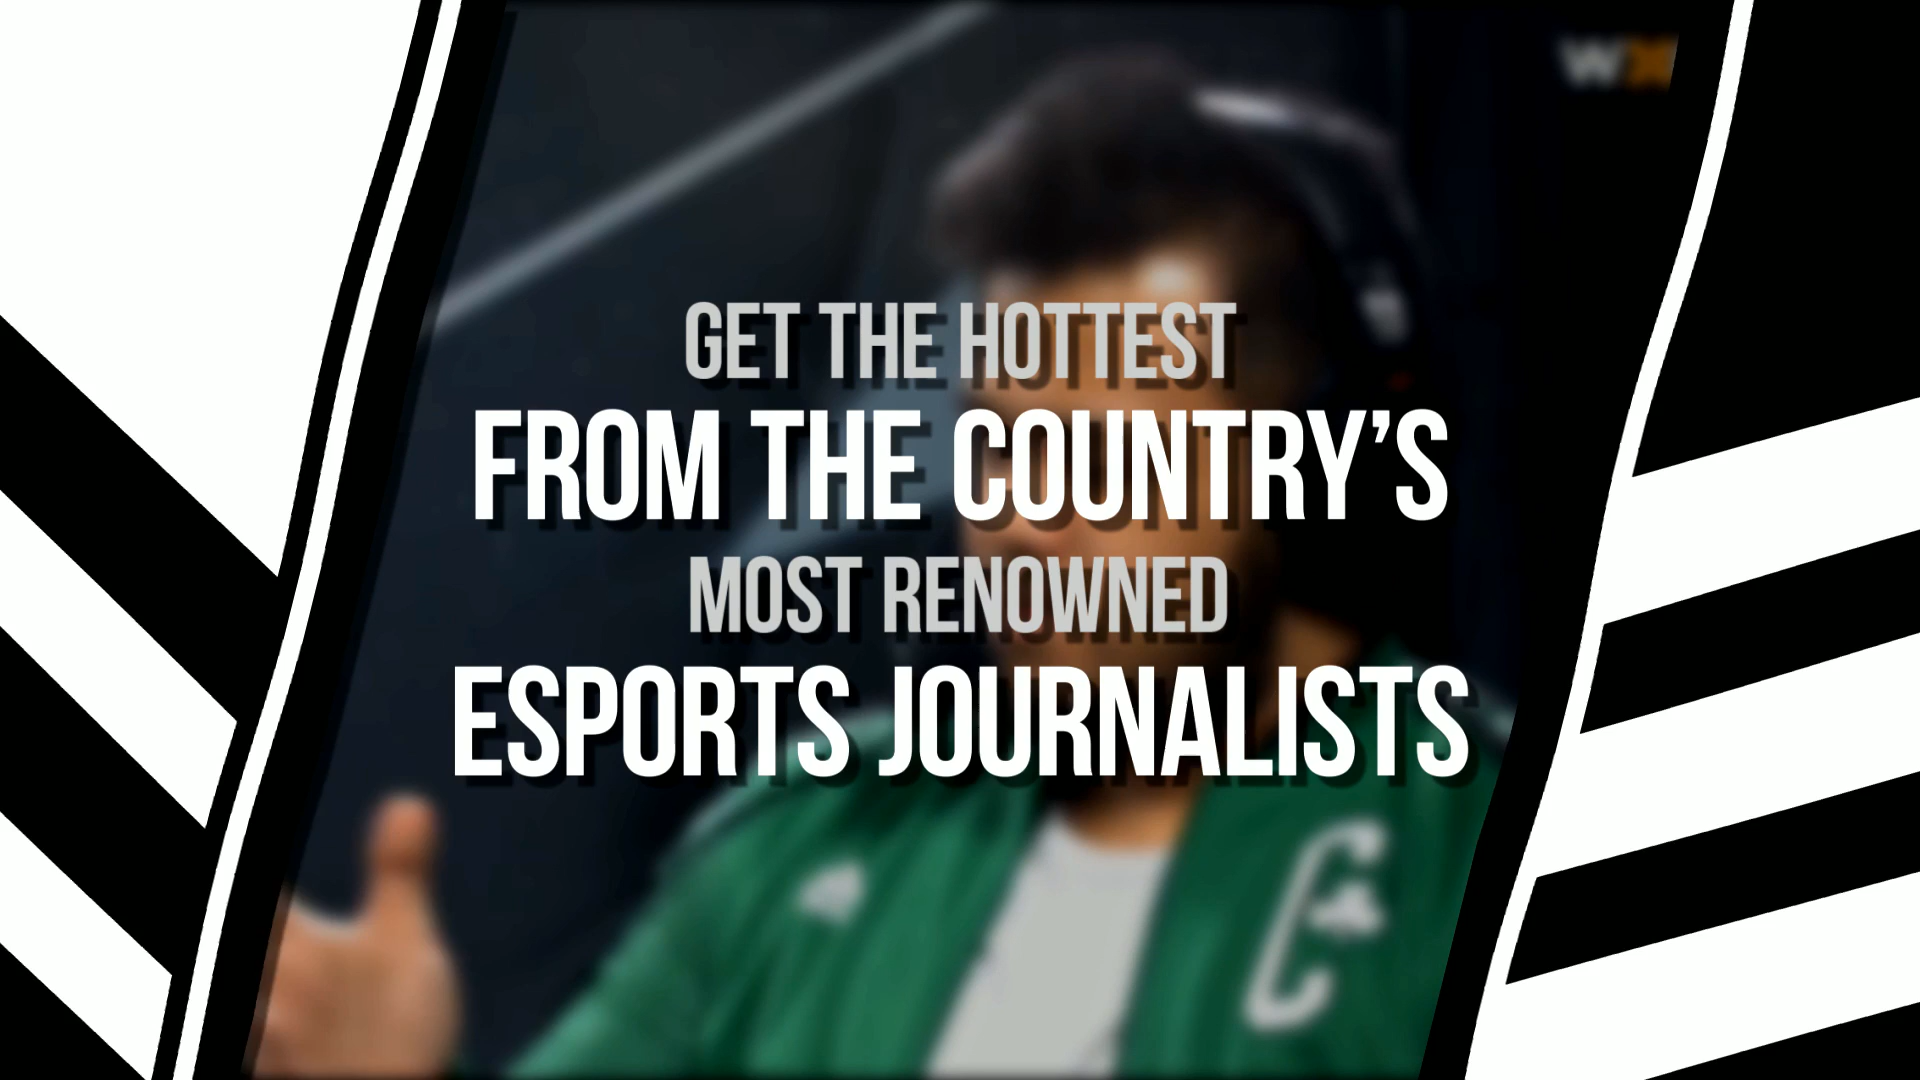 GET THE HOTTEST
FROM THE COUNTRY’S
MOST RENOWNED
ESPORTS JOURNALISTS